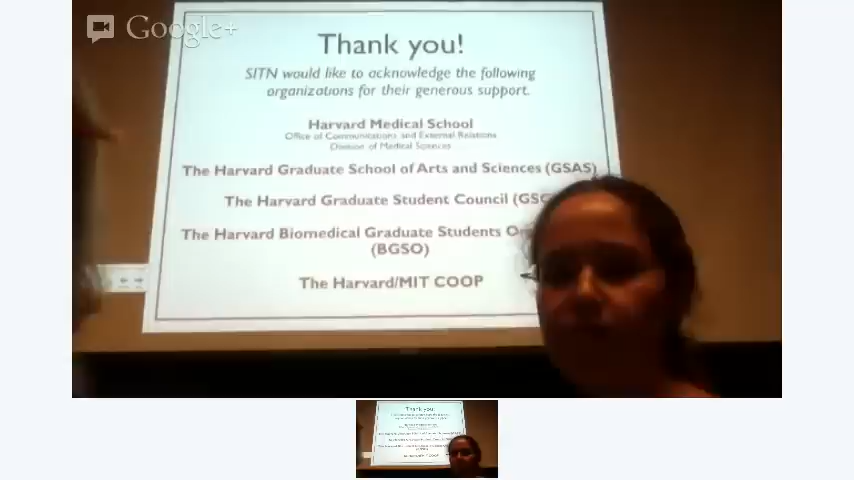 Google+
Thank you!
SITN would like to acknowledge the following
organizations for their generous support.
Harvard Medical School
Office of Communications and External Relations
Division of Medical Sciences
The Harvard Graduate School of Arts and Sciences (GSAS)
The Harvard Graduate Student Council (GSC
The Harvard Biomedical Graduate Students
(BGSO)
The Harvard/MIT COOP
Thank you!